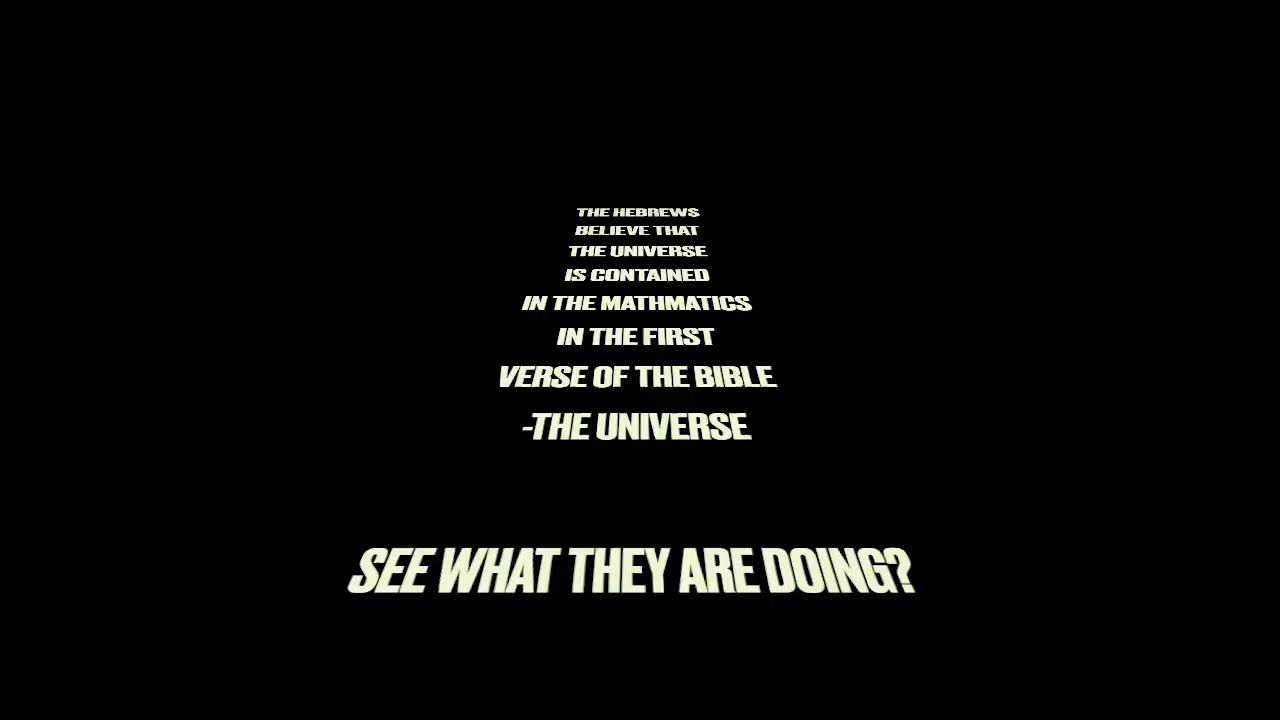 THE HEBREWS
BELIEVE THAT
THE UNIVERSE
IS CONTAINED
IN THE MATHMATICS
IN THE FIRST
VERSE OF THE BIBLE
-THE UNIVERSE
SEE WHAT THEY ARE DOING?